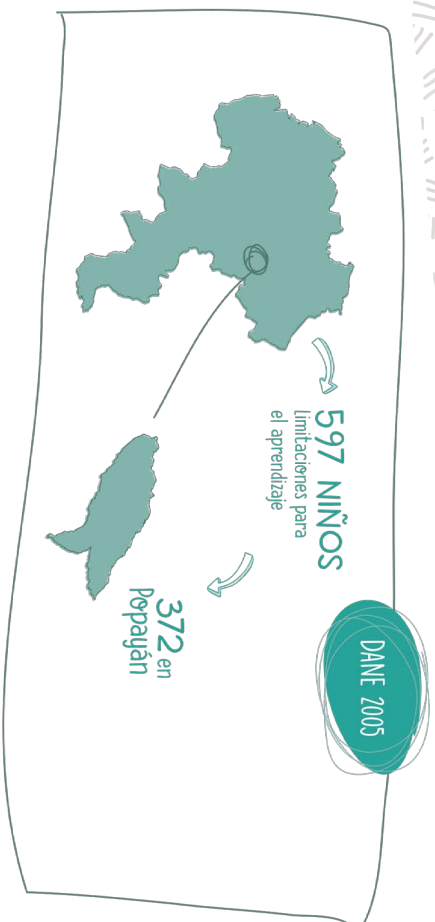 DANE 2005
597 NIÑOS
limitaciones para
el aprendizaje
372 en
Popayán